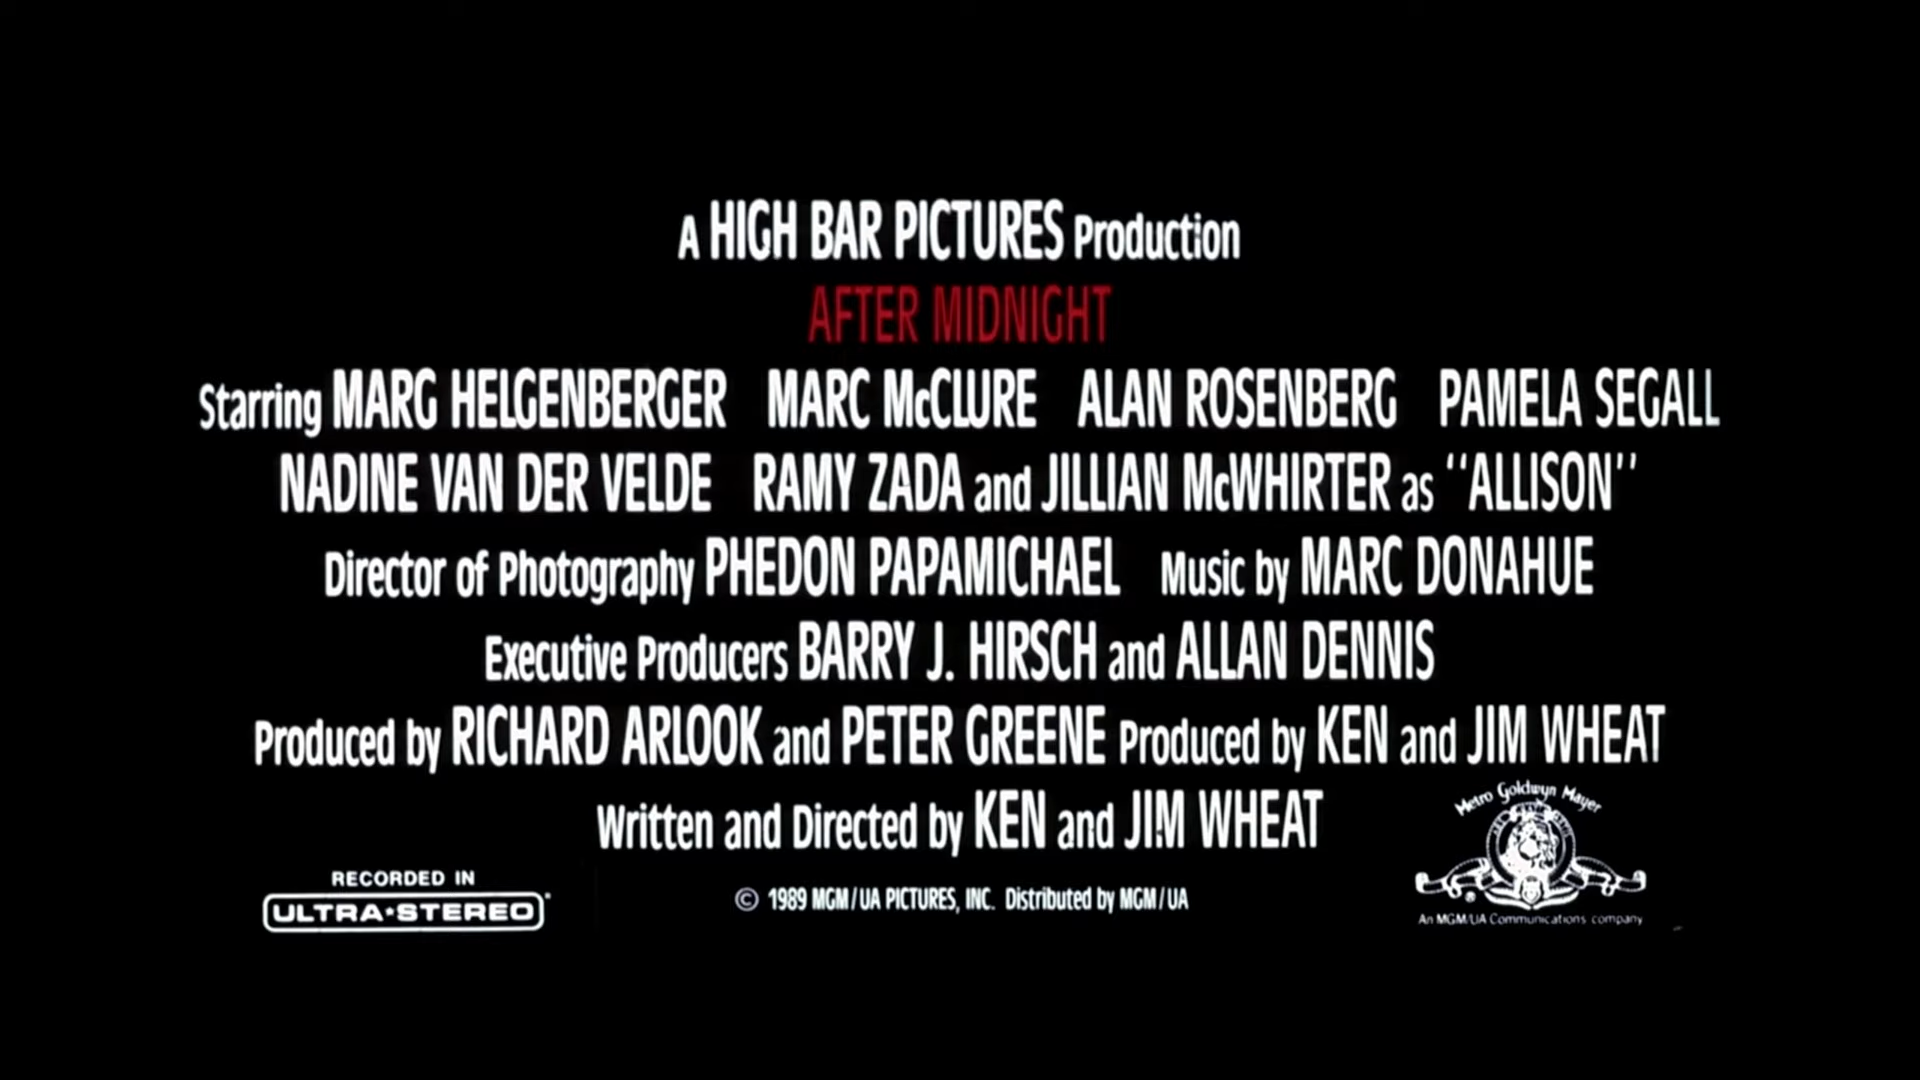 A HIGH BAR PICTURES Production
AFTER MIDNIGHT
Starring MARG HELGENBERGER MARC McCLURE ALAN ROSENBERG PAMELA SEGALL
NADINE VAN DER VELDE RAMY ZADA and JILLIAN McWHIRTER as "ALLISON"
Director of Photography PHEDON PAPAMICHAEL Music by MARC DONAHUE
Executive Producers BARRY J. HIRSCH and ALLAN DENNIS
Produced by RICHARD ARLOOK and PETER GREENE Produced by KEN and JIM WHEAT
Written and Directed by KEN and JIM WHEAT
Metro Goldwyn Mayer
RECORDED IN
ULTRA*STEREO
© 1989 MGM/UA PICTURES, INC. Distributed by MGM/UA
®
An MGM/UA Communications company